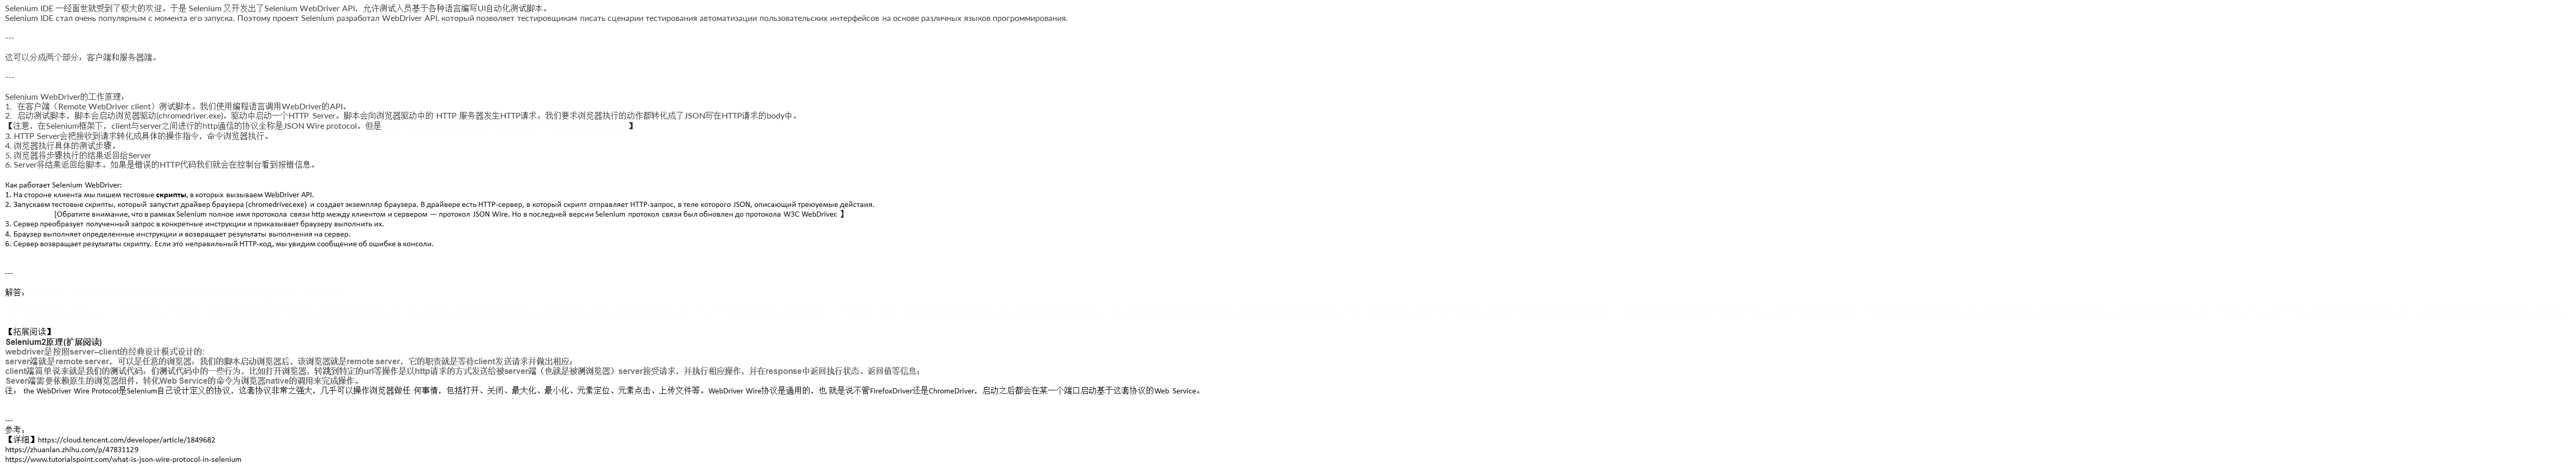 Selenium IDE 一经面世就受到了极大的欢迎。于是 Selenium 又开发出了Selenium WebDriver API，允许测试人员基于各种语言编写UI自动化测试脚本。
Selenium IDE стал очень популярным с момента его запуска. Поэтому проект Selenium разработал WebDriver API, который позволяет тестировщикам писать сценарии тестирования автоматизации пользовательских интерфейсов на основе различных языков прогроммирования.
---
这可以分成两个部分，客户端和服务器端。
---
Selenium WebDriver的工作原理：
1. 在客户端（Remote WebDriver client）测试脚本。我们使用编程语言调用WebDriver的API。
2. 启动测试脚本，脚本会启动浏览器驱动(chromedriver.exe)。驱动中启动一个HTTP Server。脚本会向浏览器驱动中的 HTTP 服务器发生HTTP请求。我们要求浏览器执行的动作都转化成了JSON写在HTTP请求的body中。
【注意，在Selenium框架下，client与server之间进行的http通信的协议全称是JSON Wire protocol。但是 】
3. HTTP Server会把接收到请求转化成具体的操作指令，命令浏览器执行。
4. 浏览器执行具体的测试步骤。
5. 浏览器将步骤执行的结果返回给Server
6. Server将结果返回给脚本。如果是错误的HTTP代码我们就会在控制台看到报错信息。
Как работает Selenium WebDriver:
1. На стороне клиента мы пишем тестовые скрипты, в которых вызываем WebDriver API.
2. Запускаем тестовые скрипты, который запустит драйвер браузера (chromedriver.exe) и создает экземпляр браузера. В драйвере есть HTTP-сервер, в который скрипт отправляет HTTP-запрос, в теле которого JSON, описающий треюуемые действия.
[Обратите внимание, что в рамках Selenium полное имя протокола связи http между клиентом и сервером — протокол JSON Wire. Но в последней версии Selenium протокол связи был обновлен до протокола W3C WebDriver. 】
3. Сервер преобразует полученный запрос в конкретные инструкции и приказывает браузеру выполнить их.
4. Браузер выполняет определенные инструкции и возвращает результаты выполнения на сервер.
6. Сервер возвращает результаты скрипту. Если это неправильный HTTP-код, мы увидим сообщение об ошибке в консоли.
---
解答：
【拓展阅读】
Selenium2原理(扩展阅读)
webdriver是按照server–client的经典设计模式设计的:
server端就是remote server，可以是任意的浏览器：我们的脚本启动浏览器后，该浏览器就是remote server，它的职责就是等待client发送请求并做出相应；
client端简单说来就是我们的测试代码：们测试代码中的一些行为，比如打开浏览器，转跳到特定的url等操作是以http请求的方式发送给被server端（也就是被测浏览器）server接受请求，并执行相应操作，并在response中返回执行状态、返回值等信息；
Sever端需要依赖原生的浏览器组件，转化Web Service的命令为浏览器native的调用来完成操作。
注： the WebDriver Wire Protocol是Selenium自己设计定义的协议，这套协议非常之强大，几乎可以操作浏览器做任 何事情，包括打开、关闭、最大化、最小化、元素定位、元素点击、上传文件等。WebDriver Wire协议是通用的，也 就是说不管FirefoxDriver还是ChromeDriver，启动之后都会在某一个端口启动基于这套协议的Web Service。
---
参考：
【详细】https://cloud.tencent.com/developer/article/1849682
https://zhuanlan.zhihu.com/p/47831129
https://www.tutorialspoint.com/what-is-json-wire-protocol-in-selenium